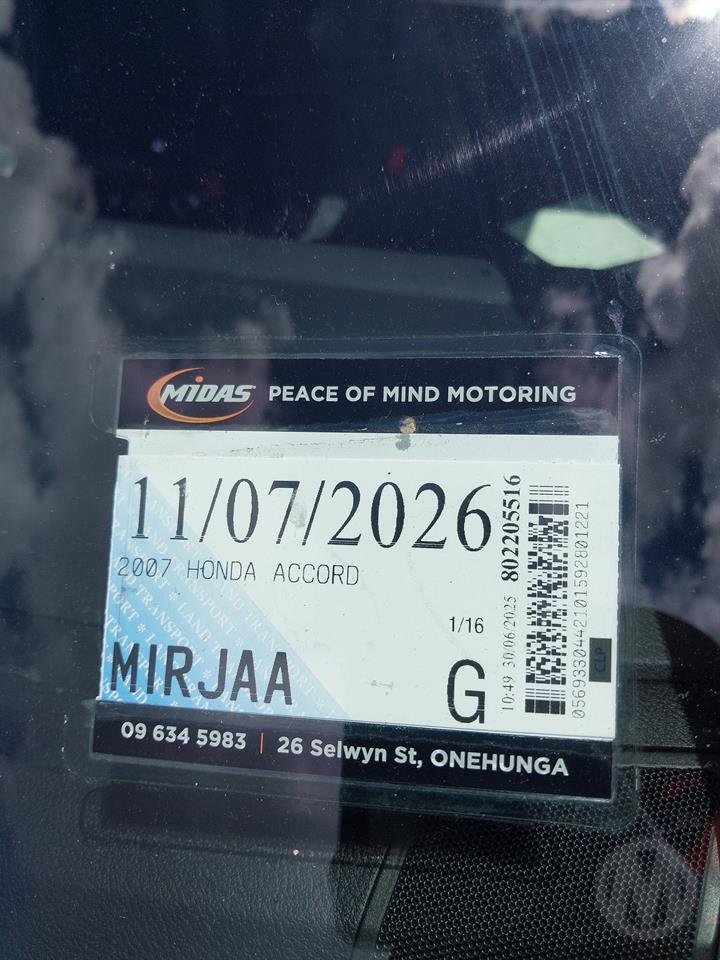 MIDAS PEACE OF MIND MOTORING
11/07/2026
2007 HONDA ACCORD
1/16
MIRJAA
G
10:49 30/06/2025 802205516
0569330442101592801221
CLP
09 634 5983 | 26 Selwyn St, ONEHUNGA
M